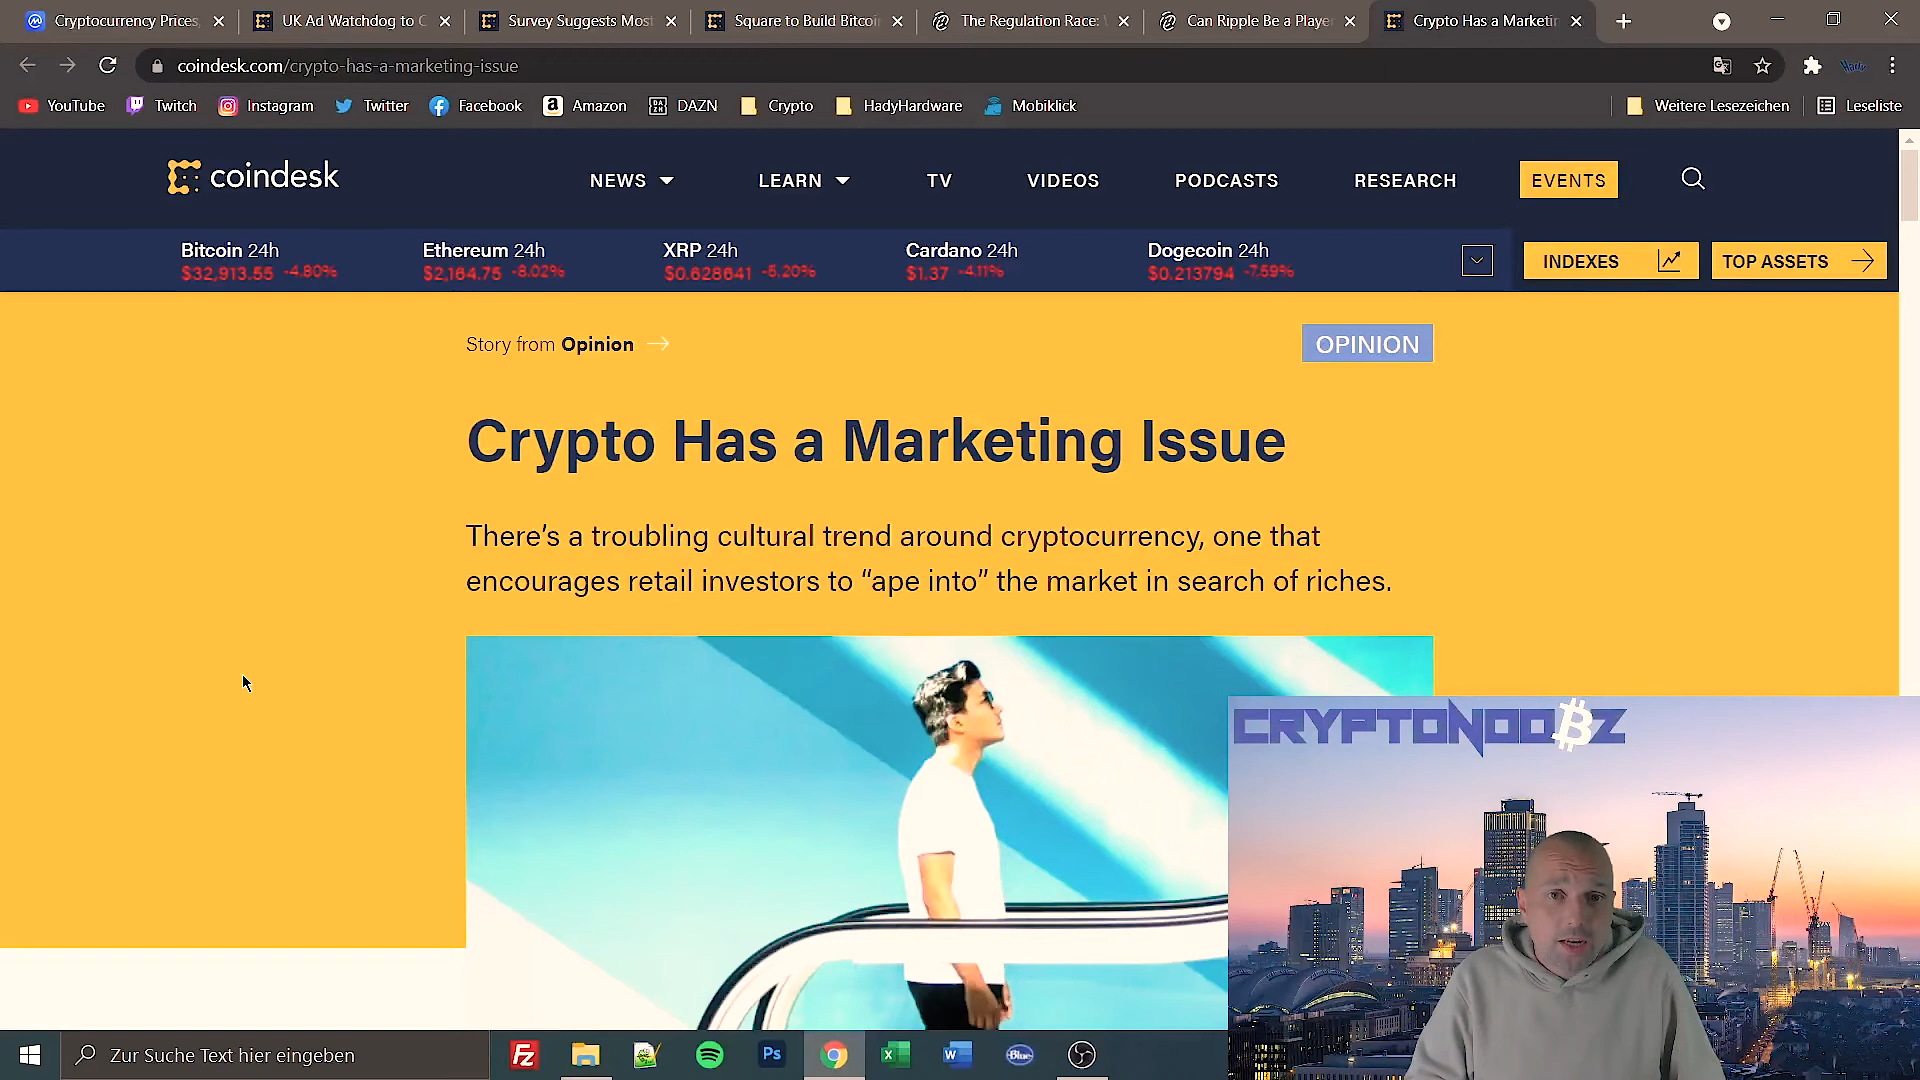 Cryptocurrency Prices,
UK Ad Watchdog to C
Survey Suggests Most
Square to Build Bitcoin
The Regulation Race:
Can Ripple Be a Player
Crypto Has a Marketin
coindesk.com/crypto-has-a-marketing-issue
YouTube
Twitch
Instagram
Twitter
Facebook
Amazon
DAZN
Crypto
HadyHardware
Mobiklick
Weitere Lesezeichen
Leseliste
coindesk
NEWS
LEARN
TV
VIDEOS
PODCASTS
RESEARCH
EVENTS
Bitcoin 24h
$32,913.55 -4.80%
Ethereum 24h
$2,164.75 -8.02%
XRP 24h
$0.628641 -5.20%
Cardano 24h
$1.37 -4.11%
Dogecoin 24h
$0.213794 -7.59%
INDEXES
TOP ASSETS
Story from Opinion
OPINION
Crypto Has a Marketing Issue
There's a troubling cultural trend around cryptocurrency, one that
encourages retail investors to “ape into” the market in search of riches.
CRYPTONOOBZ
Zur Suche Text hier eingeben
Fz
Ps
Blue